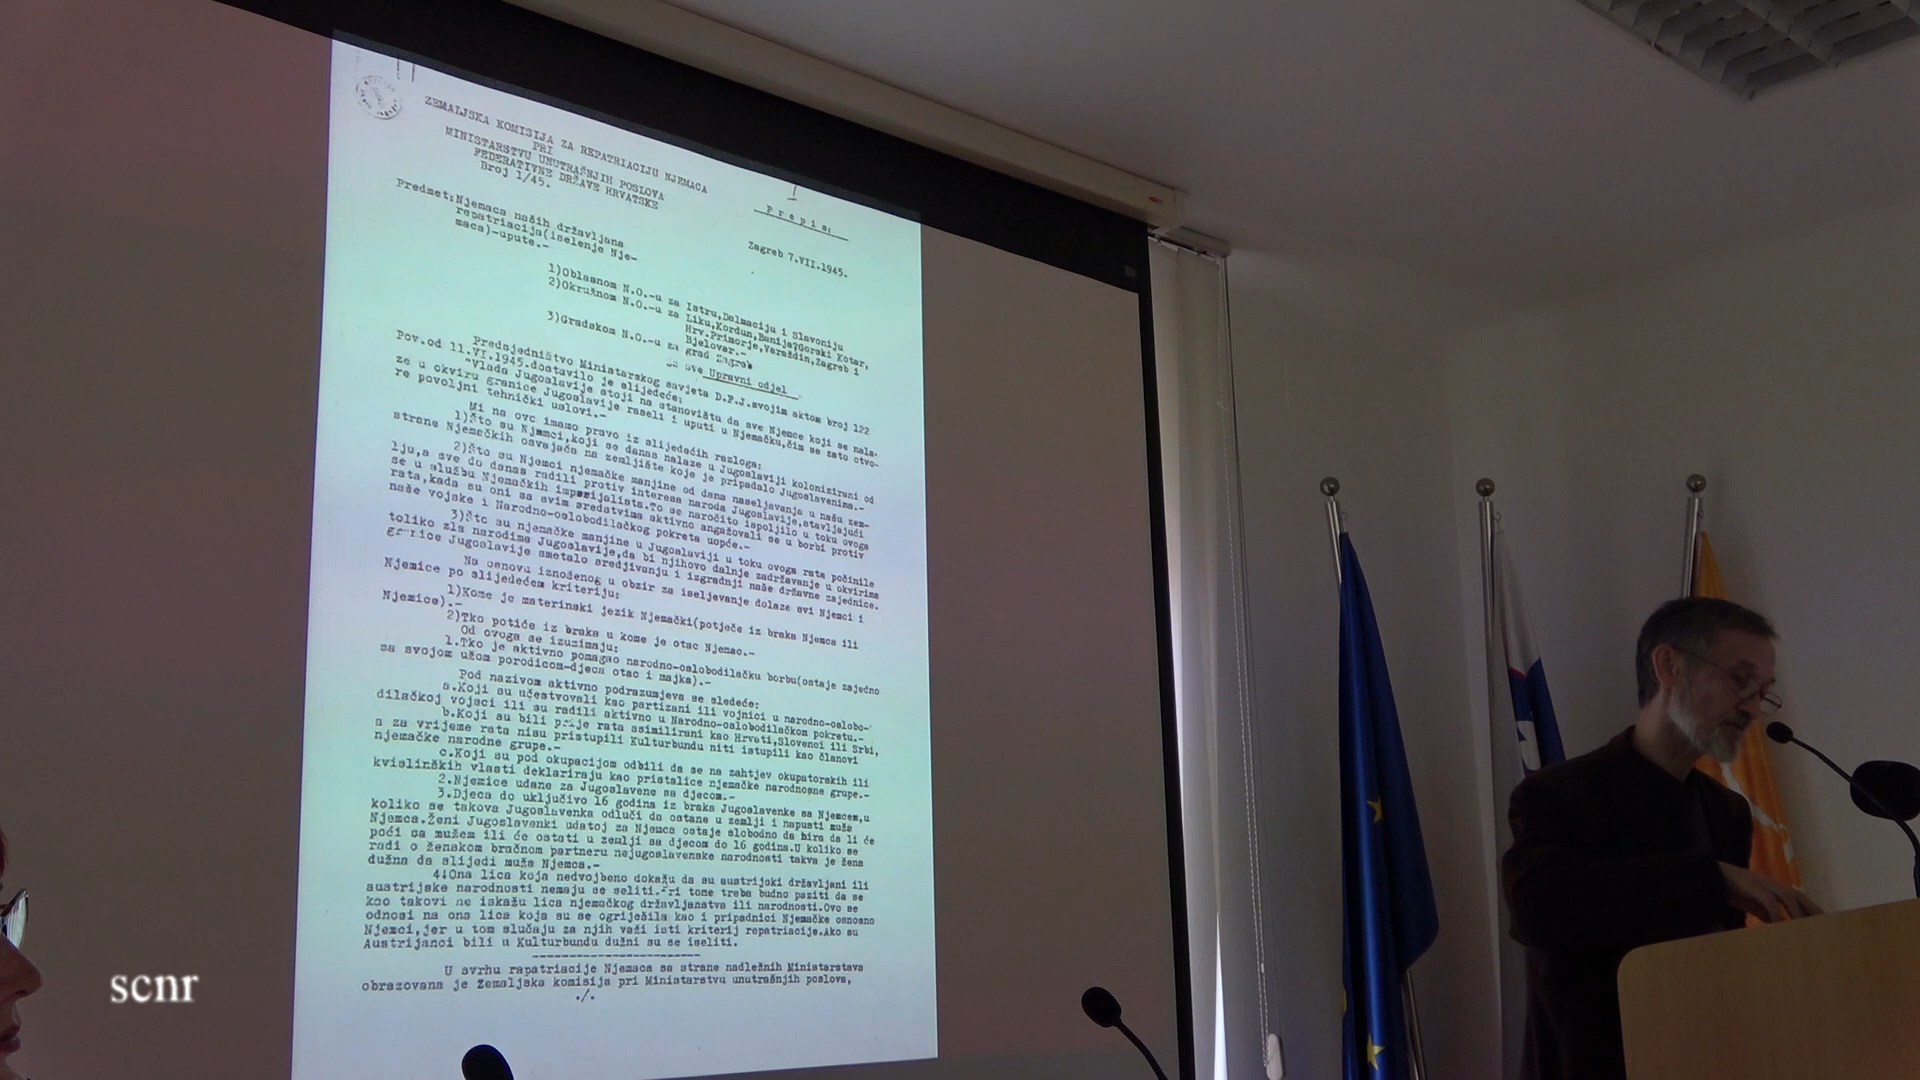 ZEMALJSKA KOMISIJA ZA REPATRIACIJU NJEMACA
PRI
MINISTARSTVU UNUTRAŠNJIH POSLOVA
FEDERATIVNE DRŽAVE HRVATSKE
Broj 1/45.
Prepis:
Zagreb 7.VII.1945.
Predmet:Njemaca naših državljana
repatriacija(iselenje Nje-
maca)-upute.-
1)Oblasnom N.O.-u za Istru,Dalmaciju i Slavoniju
2)Okružnom N.O.-u za Liku,Kordun,Banija,Gorski Kotar,
Hrv.Primorje,Varaždin,Zagreb i
Bjelovar.-
3)Gradskom N.O.-u za grad Zagreb
za sve Upravni odjel
Predsjedništvo Ministarskog savjeta D.F.J.svojim aktom broj 122
Pov.od 11.VI.1945.dostavilo je slijedeće:
"Vlada Jugoslavije stoji na stanovištu da sve Njemce koji se nala-
ze u okviru granice Jugoslavije raseli i uputi u Njemačku,čim se zato otvo-
re povoljni tehnički uslovi.-
Mi na ovo imamo pravo iz slijedećih razloga:
1)Što su Njemci,koji se danas nalaze u Jugoslaviji kolonizirani od
strane Njemačkih osvajača na zemljište koje je pripadalo Jugoslavenima.-
2)Što su Njemci njemačke manjine od dana naseljavanja u našu zem-
lju,a sve do danas radili protiv interesa naroda Jugoslavije,stavljajući
se u službu Njemačkih imperijalista.To se naročito ispoljilo u toku ovoga
rata,kada su oni sa svim sredstvima aktivno angažovali se u borbi protiv
naše vojske i Narodno-oslobodilačkog pokreta uopće.-
3)Što su njemačke manjine u Jugoslaviji u toku ovoga rata počinile
toliko zla narodima Jugoslavije,da bi njihovo dalnje zadržavanje u okvirima
granice Jugoslavije smetalo sredjivanju i izgradnji naše državne zajednice.
Na osnovu iznošenog u obzir za iseljevanje dolaze svi Njemci i
Njemice po slijedećem kriteriju:
1)Kome je materinski jezik Njemački(potječe iz braka Njemca ili
Njemice).-
2)Tko potiče iz braka u kome je otac Njemac.-
Od ovoga se izuzimaju:
1.Tko je aktivno pomagao narodno-oslobodilačku borbu(ostaje zajedno
sa svojom užom porodicom-djeca otac i majka).-
Pod nazivom aktivno podrazumjeva se sledeće:
a.Koji su učestvovali kao partizani ili vojnici u narodno-oslobo-
dilačkoj vojsci ili su radili aktivno u Narodno-oslobodilačkom pokretu.-
b.Koji su bili prije rata asimilirani kao Hrvati,Slovenci ili Srbi,
a za vrijeme rata nisu pristupili Kulturbundu niti istupili kao članovi
njemačke narodne grupe.-
c.Koji su pod okupacijom odbili da se na zahtjev okupatorskih ili
kvislinških vlasti deklariraju kao pristalice njemačke narodnosne grupe.-
2.Njemice udane za Jugoslavene sa djecom.-
3.Djeca do uključivo 16 godina iz braka Jugoslavenke sa Njemcem,u
koliko se takova Jugoslavenka odluči da ostane u zemlji i napusti muža
Njemca.Ženi Jugoslavenki udatoj za Njemca ostaje slobodno da bira da li će
poći sa mužem ili će ostati u zemlji sa djecom do 16 godina.U koliko se
radi o ženskom bračnom partneru nejugoslavenske narodnosti takva je žena
dužna da slijedi muža Njemca.-
4.Ona lica koja nedvojbeno dokažu da su austrijski državljani ili
austrijske narodnosti nemaju se seliti.Pri tome treba budno paziti da se
kao takovi ne iskažu lica njemačkog državljanstva ili narodnosti.Ovo se
odnosi na ona lica koja su se ogriješila kao i pripadnici Njemačke osnosno
Njemci,jer u tom slučaju za njih važi isti kriterij repatriacije.Ako su
Austrijanci bili u Kulturbundu dužni su se iseliti.
U svrhu rapatriacije Njemaca sa strane nadležnih Ministarstava
obrazovana je Zemaljska komisija pri Ministarstvu unutrašnjih poslova,
./.
scnr